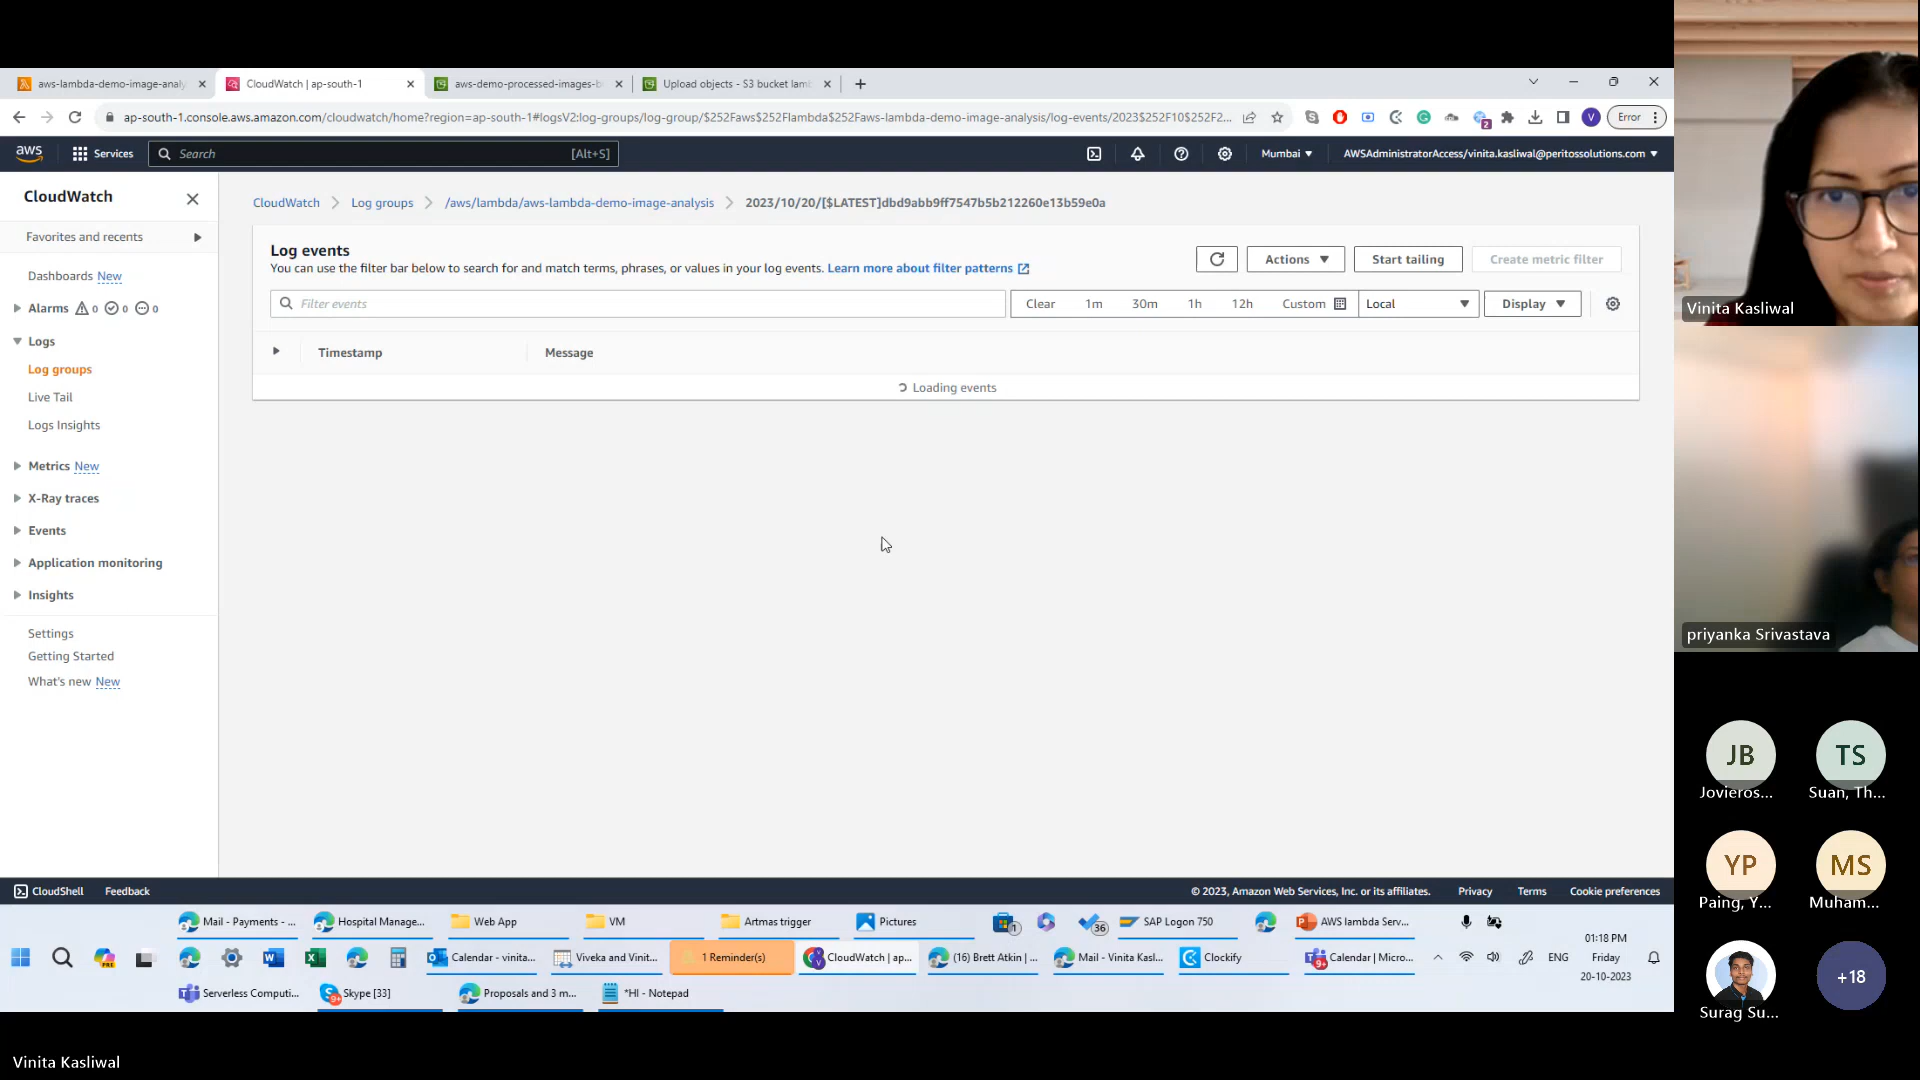 aws-lambda-demo-image-analy
CloudWatch | ap-south-1
aws-demo-processed-images-b
Upload objects - S3 bucket lam
ap-south-1.console.aws.amazon.com/cloudwatch/home?region=ap-south-1#logsV2:log-groups/log-group/$252Faws$252Flambda$252Faws-lambda-demo-image-analysis/log-events/2023$252F10$252F2...
2
V
Error
aws
Services
Search
[Alt+S]
Mumbai
AWSAdministratorAccess/vinita.kasliwal@peritossolutions.com
CloudWatch
Favorites and recents
Dashboards New
Alarms 0 0 0
Logs
Log groups
Live Tail
Logs Insights
Metrics New
X-Ray traces
Events
Application monitoring
Insights
Settings
Getting Started
What's new New
CloudWatch
Log groups
/aws/lambda/aws-lambda-demo-image-analysis
2023/10/20/[$LATEST]dbd9abb9ff7547b5b212260e13b59e0a
Log events
You can use the filter bar below to search for and match terms, phrases, or values in your log events. Learn more about filter patterns
Actions
Start tailing
Create metric filter
Filter events
Clear
1m
30m
1h
12h
Custom
Local
Display
Timestamp
Message
Loading events
CloudShell
Feedback
© 2023, Amazon Web Services, Inc. or its affiliates.
Privacy
Terms
Cookie preferences
Mail - Payments - ...
Hospital Manage...
Web App
VM
Artmas trigger
Pictures
1
36
SAP Logon 750
AWS lambda Serv...
Calendar - vinita...
Viveka and Vinit...
1 Reminder(s)
CloudWatch | ap...
(16) Brett Atkin | ...
Mail - Vinita Kasl...
Clockify
9+
Calendar | Micro...
ENG
01:18 PM
Friday
20-10-2023
Serverless Computi...
9+
Skype [33]
Proposals and 3 m...
*HI - Notepad
Vinita Kasliwal
priyanka Srivastava
JB
Jovieros...
TS
Suan, Th...
YP
Paing, Y...
MS
Muham...
Surag Su...
+18
Vinita Kasliwal